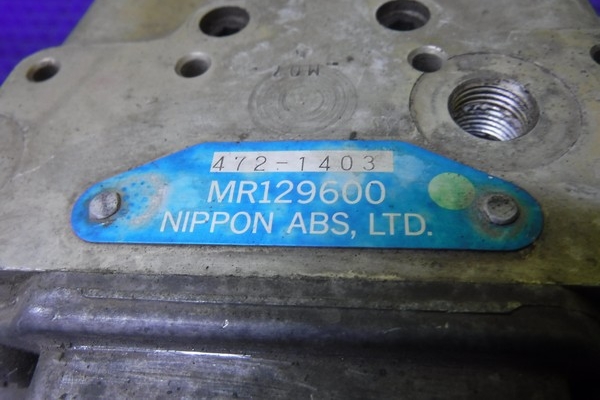 472-1403
MR129600
NIPPON ABS, LTD.